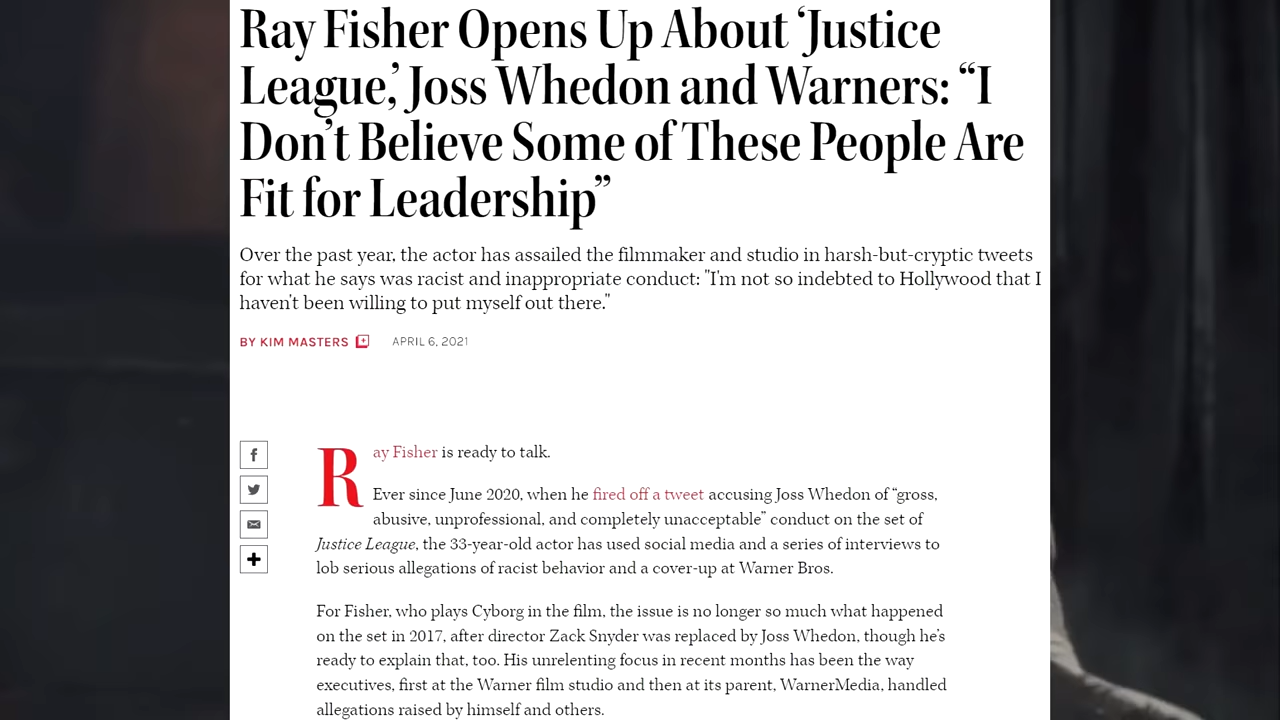 Ray Fisher Opens Up About ‘Justice
League,’ Joss Whedon and Warners: “I
Don’t Believe Some of These People Are
Fit for Leadership”
Over the past year, the actor has assailed the filmmaker and studio in harsh-but-cryptic tweets
for what he says was racist and inappropriate conduct: "I'm not so indebted to Hollywood that I
haven't been willing to put myself out there."
BY KIM MASTERS APRIL 6, 2021
Ray Fisher is ready to talk.
Ever since June 2020, when he fired off a tweet accusing Joss Whedon of “gross,
abusive, unprofessional, and completely unacceptable” conduct on the set of
Justice League, the 33-year-old actor has used social media and a series of interviews to
lob serious allegations of racist behavior and a cover-up at Warner Bros.
For Fisher, who plays Cyborg in the film, the issue is no longer so much what happened
on the set in 2017, after director Zack Snyder was replaced by Joss Whedon, though he’s
ready to explain that, too. His unrelenting focus in recent months has been the way
executives, first at the Warner film studio and then at its parent, WarnerMedia, handled
allegations raised by himself and others.